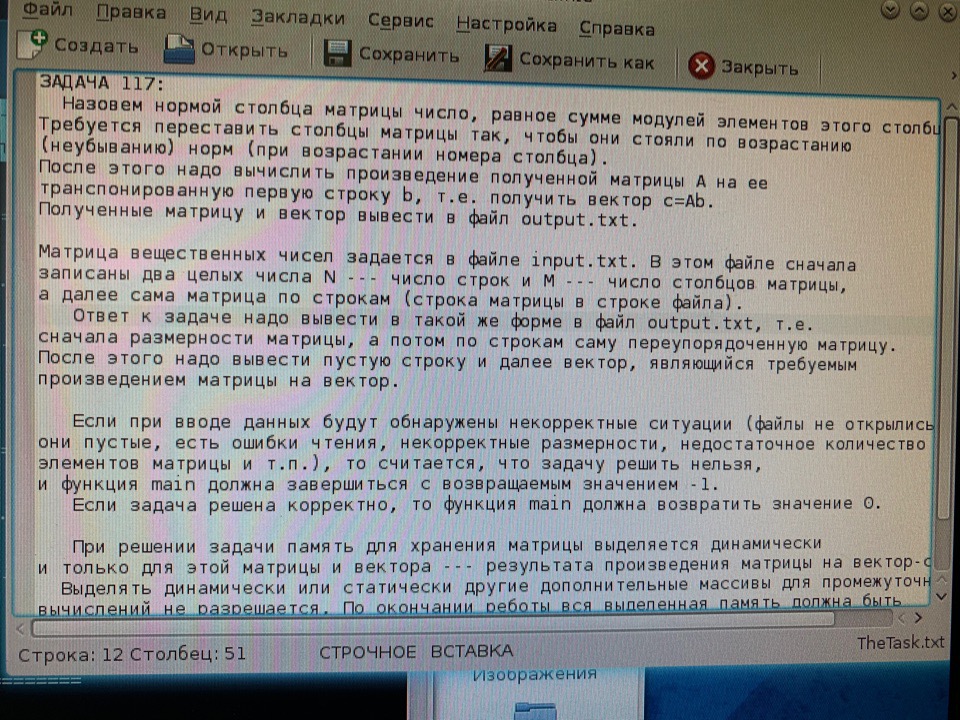 Файл Правка Вид Закладки Сервис Настройка Справка
Создать Открыть Сохранить Сохранить как Закрыть
ЗАДАЧА 117:
Назовем нормой столбца матрицы число, равное сумме модулей элементов этого столбц
Требуется переставить столбцы матрицы так, чтобы они стояли по возрастанию
(неубыванию) норм (при возрастании номера столбца).
После этого надо вычислить произведение полученной матрицы A на ее
транспонированную первую строку b, т.е. получить вектор c=Ab.
Полученные матрицу и вектор вывести в файл output.txt.
Матрица вещественных чисел задается в файле input.txt. В этом файле сначала
записаны два целых числа N --- число строк и M --- число столбцов матрицы,
а далее сама матрица по строкам (строка матрицы в строке файла).
Ответ к задаче надо вывести в такой же форме в файл output.txt, т.е.
сначала размерности матрицы, а потом по строкам саму переупорядоченную матрицу.
После этого надо вывести пустую строку и далее вектор, являющийся требуемым
произведением матрицы на вектор.
Если при вводе данных будут обнаружены некорректные ситуации (файлы не открылись
они пустые, есть ошибки чтения, некорректные размерности, недостаточное количество
элементов матрицы и т.п.), то считается, что задачу решить нельзя,
и функция main должна завершиться с возвращаемым значением -1.
Если задача решена корректно, то функция main должна возвратить значение 0.
При решении задачи память для хранения матрицы выделяется динамически
и только для этой матрицы и вектора --- результата произведения матрицы на вектор-с
Выделять динамически или статически другие дополнительные массивы для промежуточн
вычислений не разрешается. По окончании реботы вся выделенная память должна быть
Строка: 12 Столбец: 51 СТРОЧНОЕ ВСТАВКА TheTask.txt
Изображения